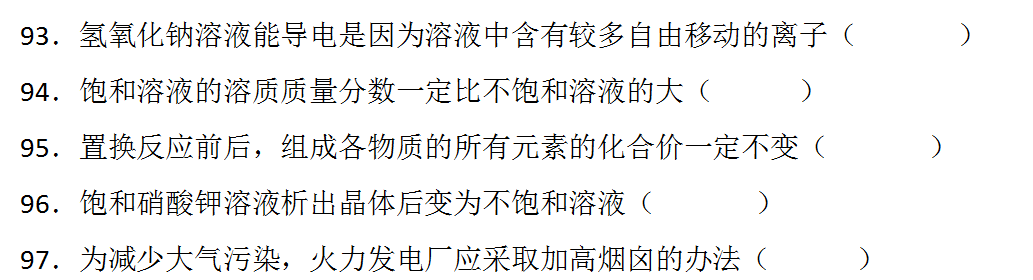 93．氢氧化钠溶液能导电是因为溶液中含有较多自由移动的离子（　　　）
94．饱和溶液的溶质质量分数一定比不饱和溶液的大（　　　）
95．置换反应前后，组成各物质的所有元素的化合价一定不变（　　　）
96．饱和硝酸钾溶液析出晶体后变为不饱和溶液（　　　）
97．为减少大气污染，火力发电厂应采取加高烟囱的办法（　　　）